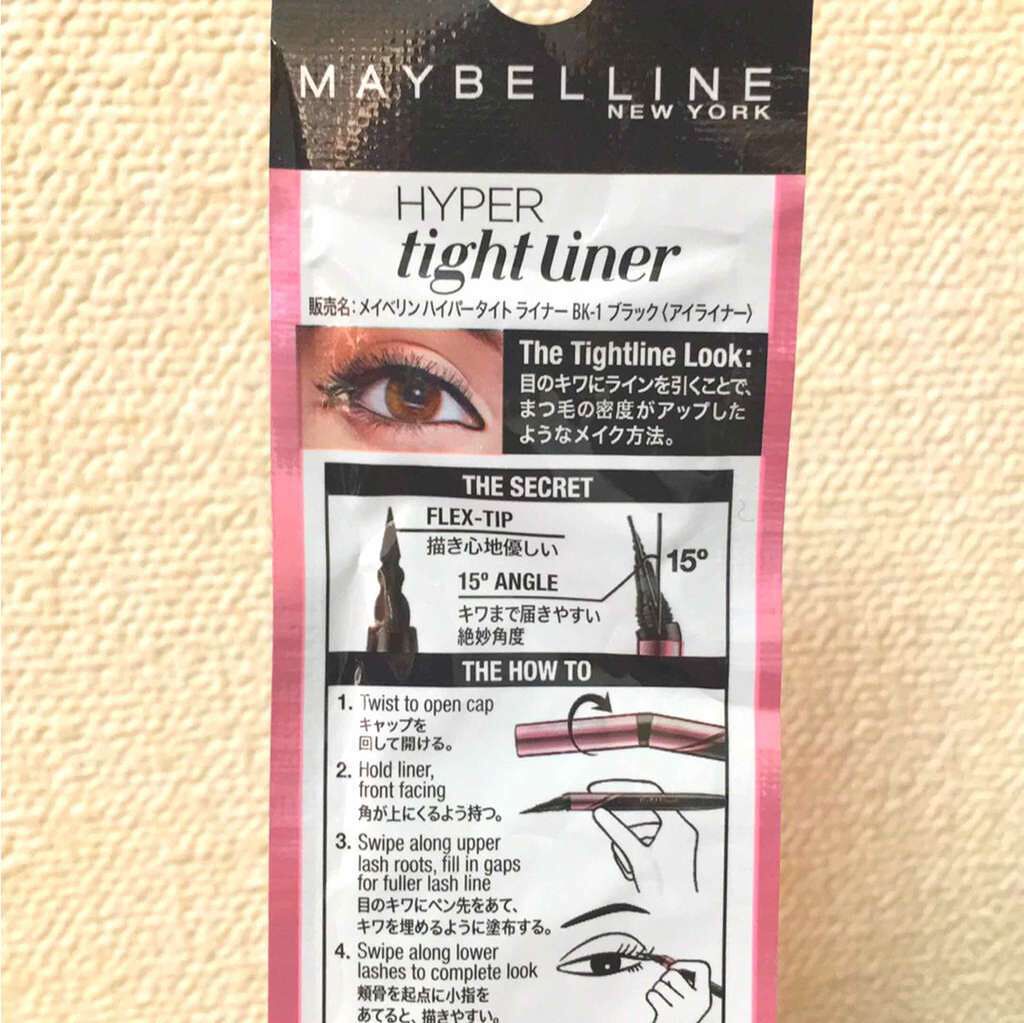 MAYBELLINE
NEW YORK
HYPER
tight liner
販売名:メイベリン ハイパータイト ライナー BK-1 ブラック〈アイライナー〉
The Tightline Look:
目のキワにラインを引くことで、
まつ毛の密度がアップした
ようなメイク方法。
THE SECRET
FLEX-TIP
描き心地優しい
15º ANGLE
キワまで届きやすい
絶妙角度
15º
THE HOW TO
1. Twist to open cap
キャップを
回して開ける。
2. Hold liner,
front facing
角が上にくるよう持つ。
3. Swipe along upper
lash roots, fill in gaps
for fuller lash line
目のキワにペン先をあて、
キワを埋めるように塗布する。
4. Swipe along lower
lashes to complete look
頬骨を起点に小指を
あてると、描きやすい。